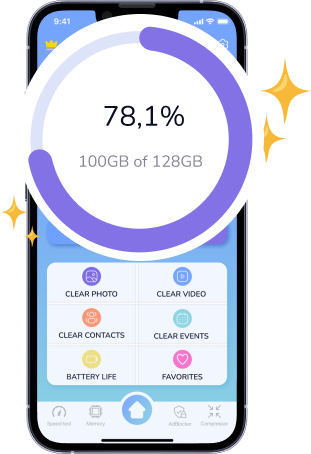 9:41
78,1%
100GB of 128GB
CLEAR PHOTO
CLEAR VIDEO
CLEAR CONTACTS
CLEAR EVENTS
BATTERY LIFE
FAVORITES
Speed test
Memory
AdBlocker
Compressor